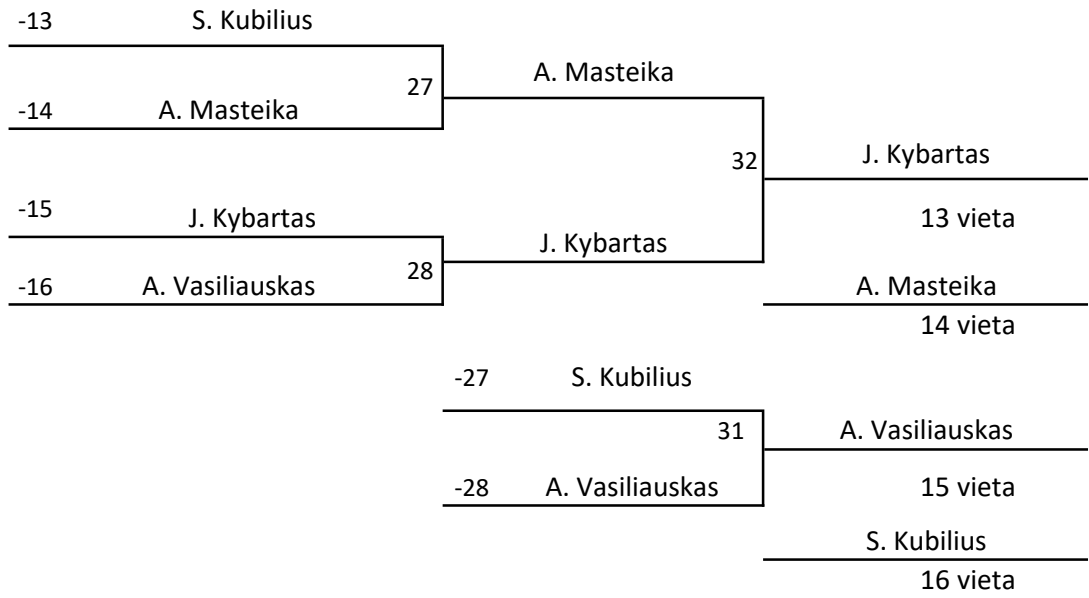 -13 S. Kubilius
27 A. Masteika
-14 A. Masteika
32 J. Kybartas
-15 J. Kybartas 13 vieta
28 J. Kybartas
-16 A. Vasiliauskas A. Masteika
14 vieta
-27 S. Kubilius
31 A. Vasiliauskas
-28 A. Vasiliauskas 15 vieta
S. Kubilius
16 vieta